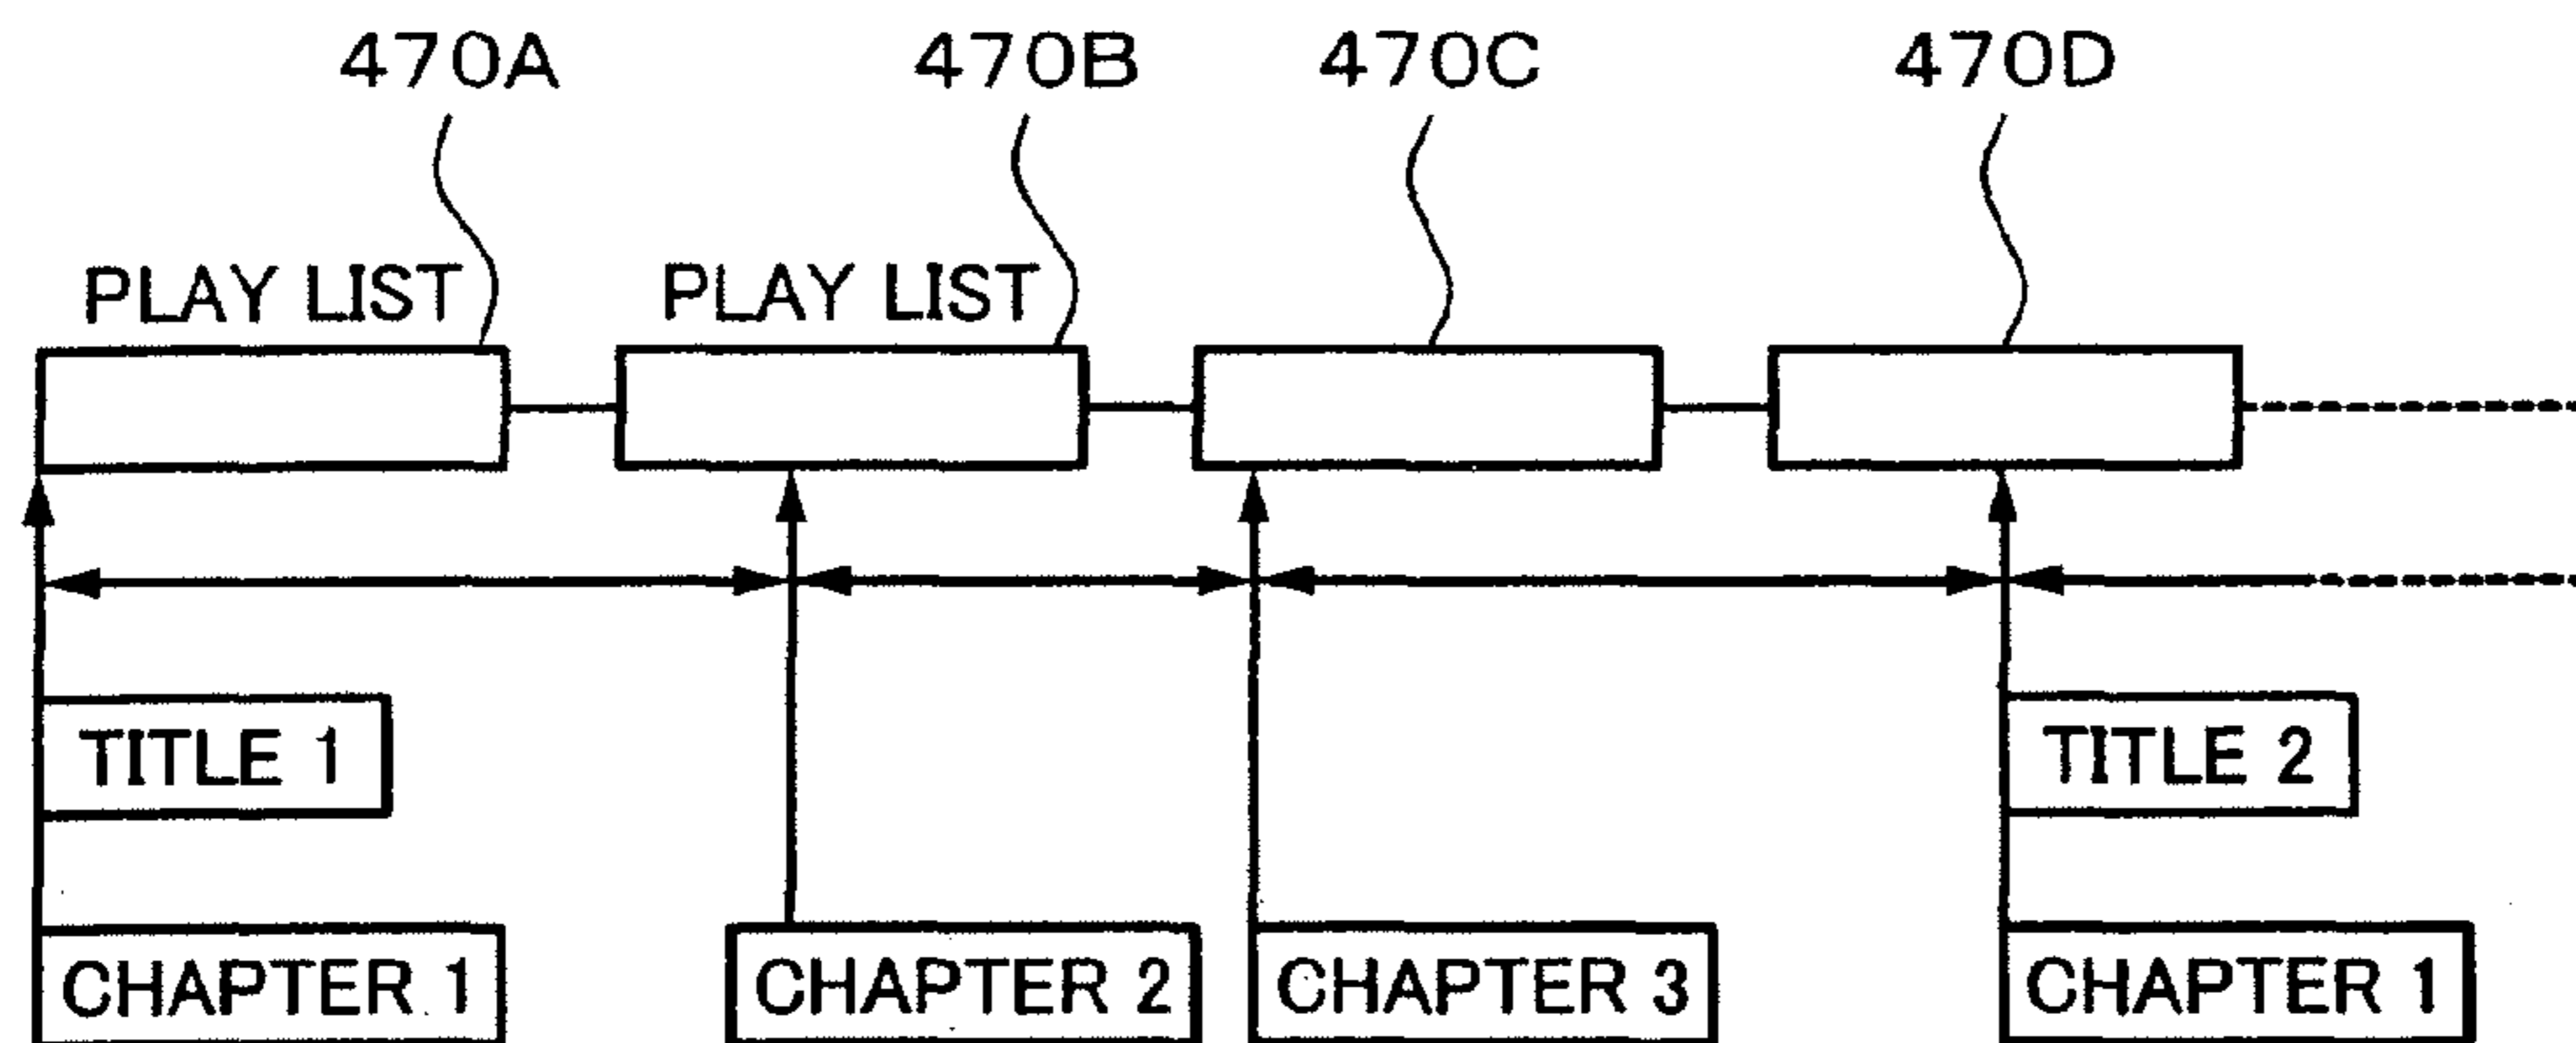 470A 470B 470C 470D
PLAY LIST PLAY LIST
TITLE 1 TITLE 2
CHAPTER 1 CHAPTER 2 CHAPTER 3 CHAPTER 1